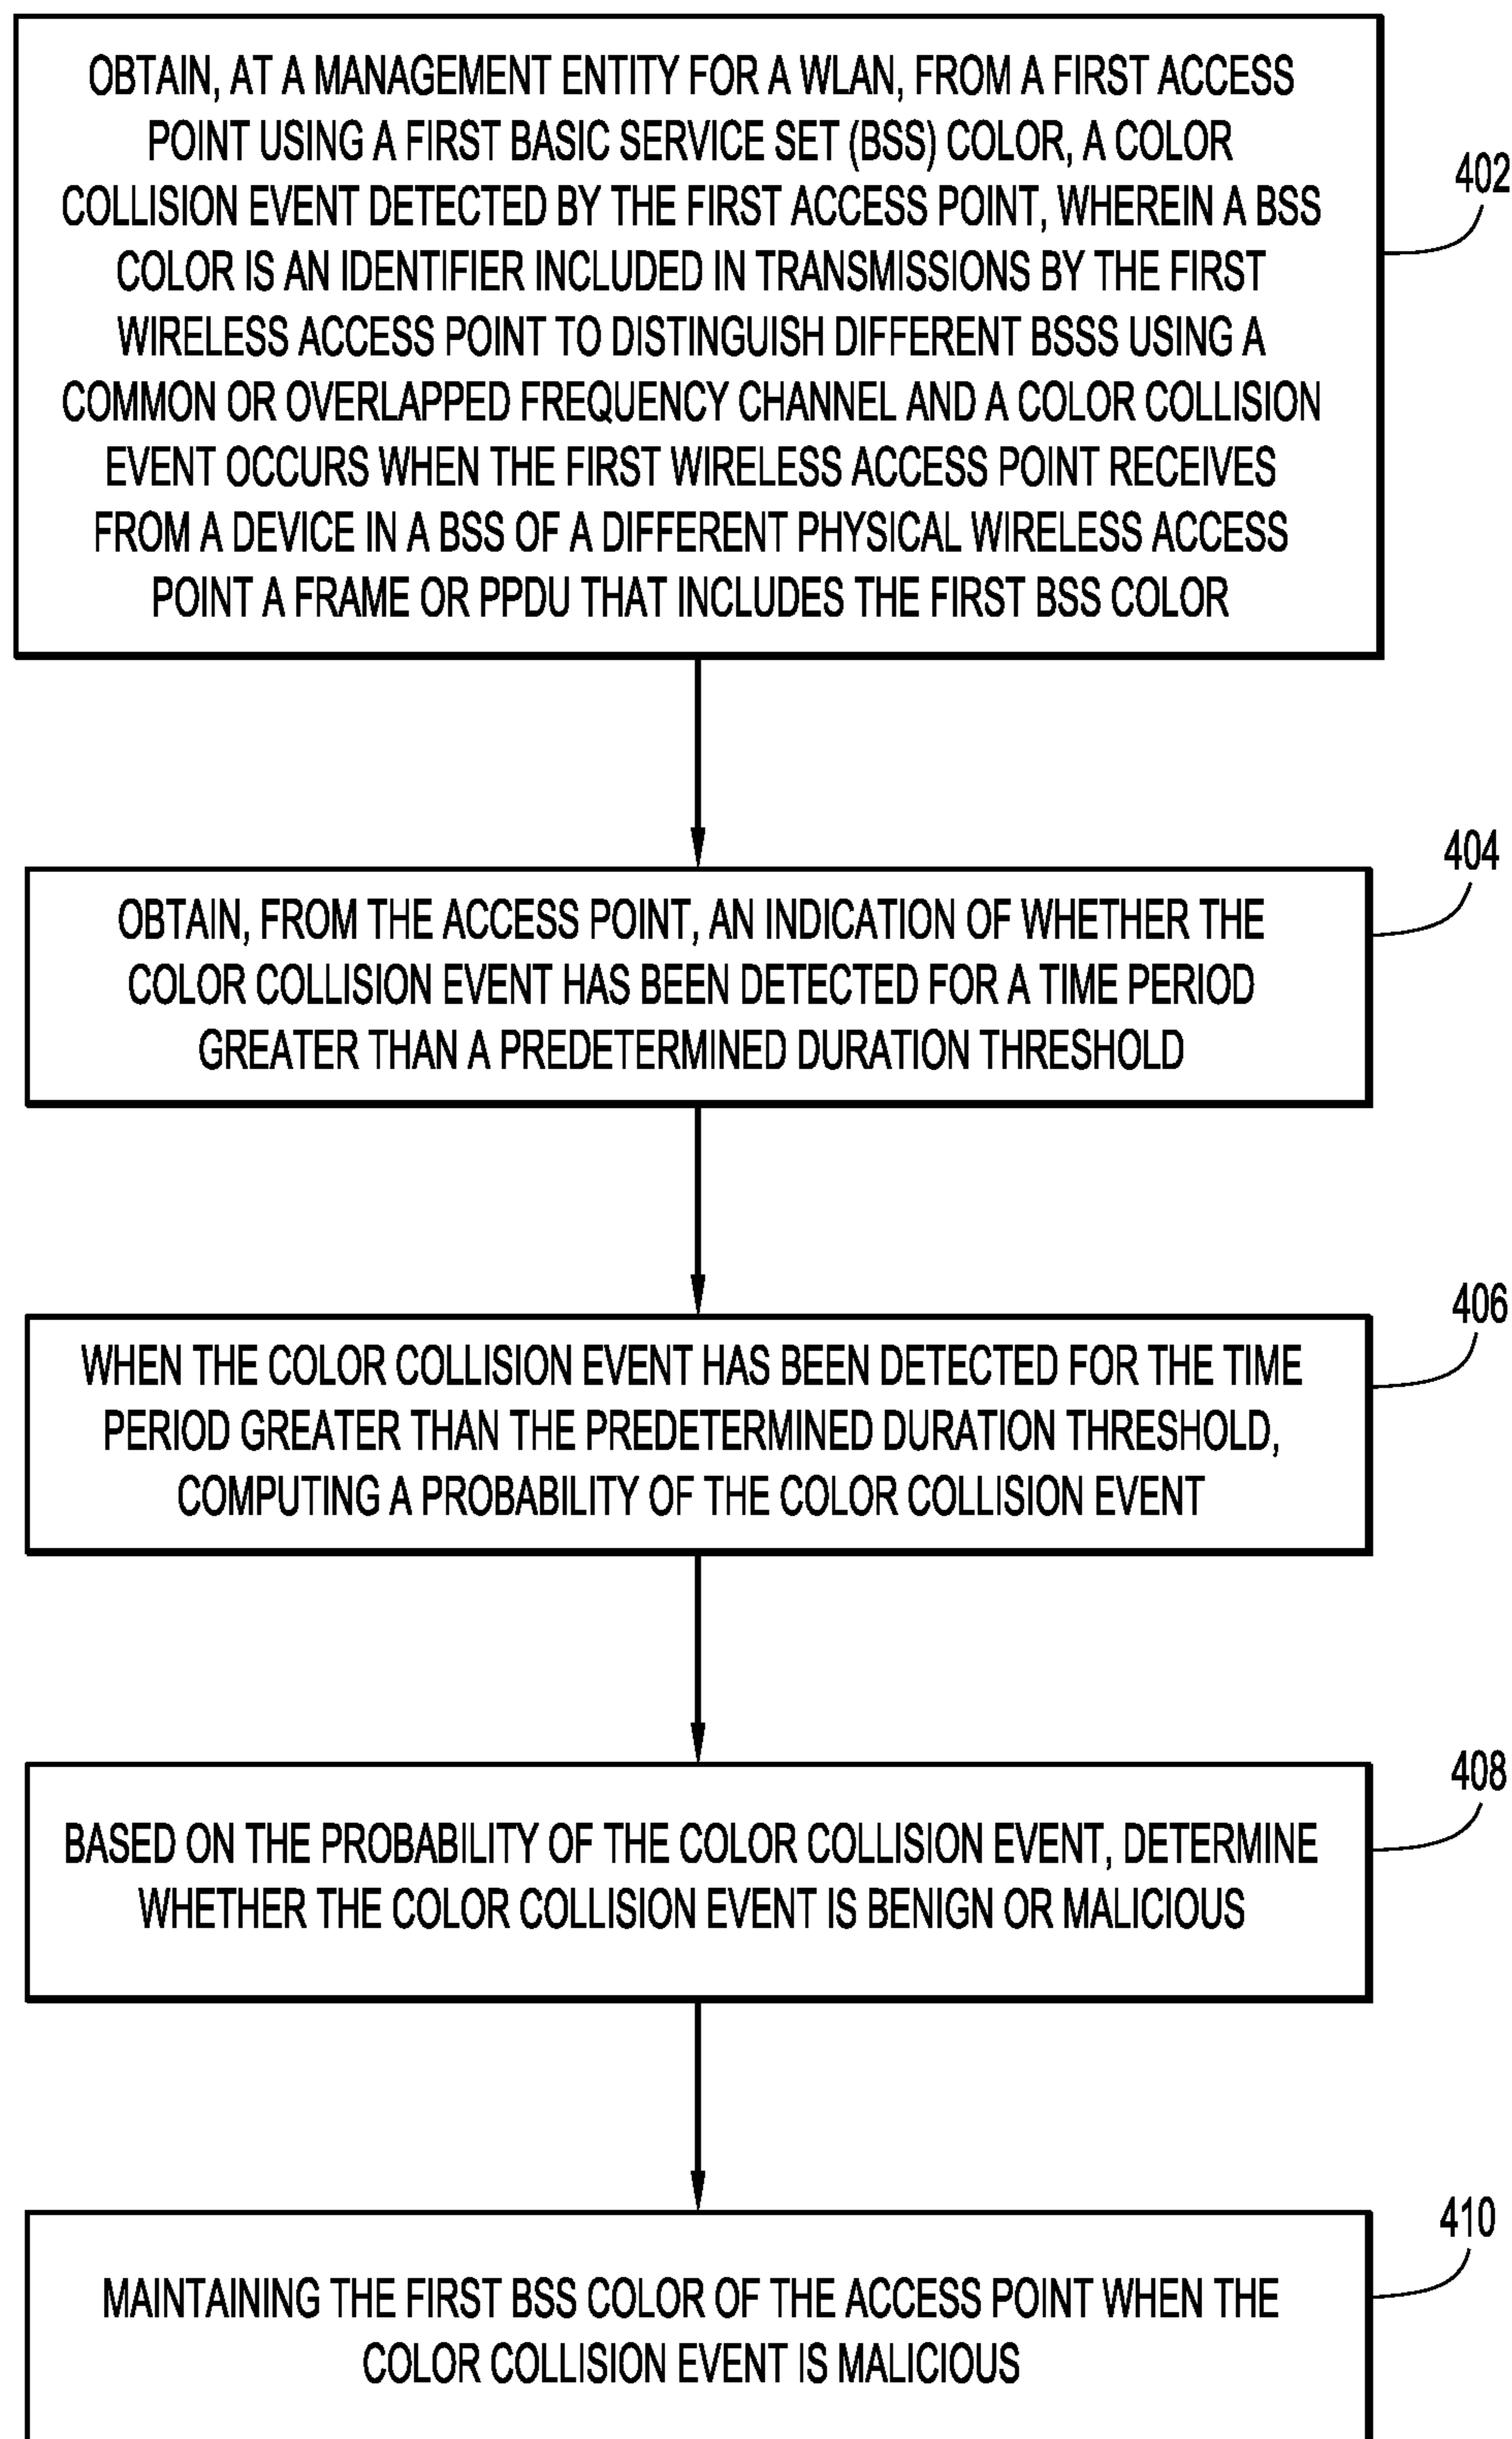 OBTAIN, AT A MANAGEMENT ENTITY FOR A WLAN, FROM A FIRST ACCESS
POINT USING A FIRST BASIC SERVICE SET (BSS) COLOR, A COLOR
COLLISION EVENT DETECTED BY THE FIRST ACCESS POINT, WHEREIN A BSS
COLOR IS AN IDENTIFIER INCLUDED IN TRANSMISSIONS BY THE FIRST
WIRELESS ACCESS POINT TO DISTINGUISH DIFFERENT BSSS USING A
COMMON OR OVERLAPPED FREQUENCY CHANNEL AND A COLOR COLLISION
EVENT OCCURS WHEN THE FIRST WIRELESS ACCESS POINT RECEIVES
FROM A DEVICE IN A BSS OF A DIFFERENT PHYSICAL WIRELESS ACCESS
POINT A FRAME OR PPDU THAT INCLUDES THE FIRST BSS COLOR
402
OBTAIN, FROM THE ACCESS POINT, AN INDICATION OF WHETHER THE
COLOR COLLISION EVENT HAS BEEN DETECTED FOR A TIME PERIOD
GREATER THAN A PREDETERMINED DURATION THRESHOLD
404
WHEN THE COLOR COLLISION EVENT HAS BEEN DETECTED FOR THE TIME
PERIOD GREATER THAN THE PREDETERMINED DURATION THRESHOLD,
COMPUTING A PROBABILITY OF THE COLOR COLLISION EVENT
406
BASED ON THE PROBABILITY OF THE COLOR COLLISION EVENT, DETERMINE
WHETHER THE COLOR COLLISION EVENT IS BENIGN OR MALICIOUS
408
MAINTAINING THE FIRST BSS COLOR OF THE ACCESS POINT WHEN THE
COLOR COLLISION EVENT IS MALICIOUS
410